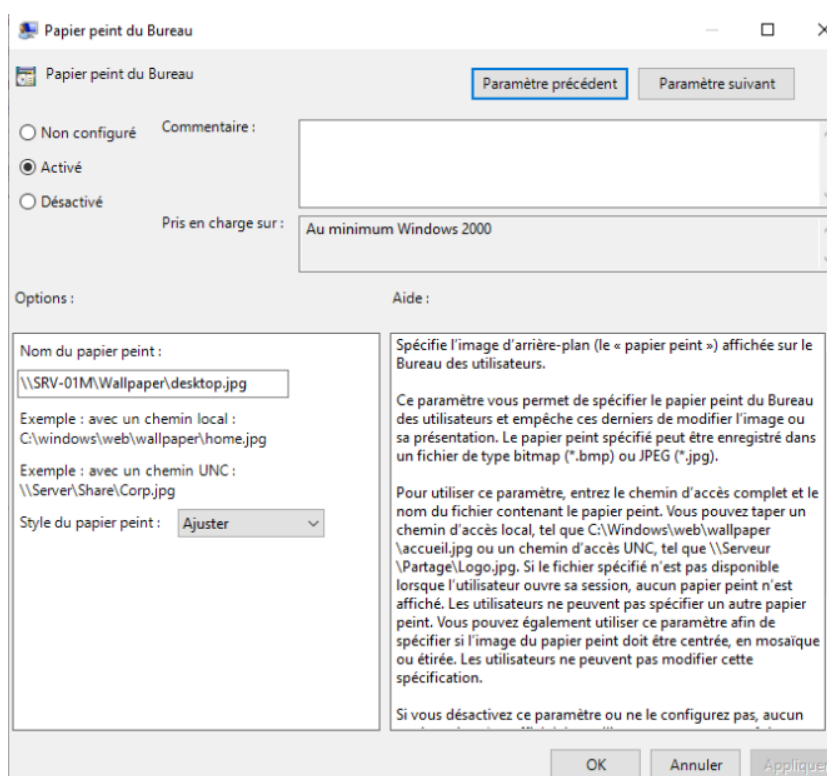 Papier peint du Bureau
Papier peint du Bureau
Paramètre précédent
Paramètre suivant
Non configuré
Commentaire :
Activé
Désactivé
Pris en charge sur :
Au minimum Windows 2000
Options :
Aide :
Nom du papier peint :
\\SRV-01M\Wallpaper\desktop.jpg
Exemple : avec un chemin local :
C:\windows\web\wallpaper\home.jpg
Exemple : avec un chemin UNC :
\\Server\Share\Corp.jpg
Style du papier peint :
Ajuster
Spécifie l'image d'arrière-plan (le « papier peint ») affichée sur le
Bureau des utilisateurs.
Ce paramètre vous permet de spécifier le papier peint du Bureau
des utilisateurs et empêche ces derniers de modifier l'image ou
sa présentation. Le papier peint spécifié peut être enregistré dans
un fichier de type bitmap (*.bmp) ou JPEG (*.jpg).
Pour utiliser ce paramètre, entrez le chemin d'accès complet et le
nom du fichier contenant le papier peint. Vous pouvez taper un
chemin d'accès local, tel que C:\Windows\web\wallpaper
\accueil.jpg ou un chemin d'accès UNC, tel que \\Serveur
\Partage\Logo.jpg. Si le fichier spécifié n'est pas disponible
lorsque l'utilisateur ouvre sa session, aucun papier peint n'est
affiché. Les utilisateurs ne peuvent pas spécifier un autre papier
peint. Vous pouvez également utiliser ce paramètre afin de
spécifier si l'image du papier peint doit être centrée, en mosaïque
ou étirée. Les utilisateurs ne peuvent pas modifier cette
spécification.
Si vous désactivez ce paramètre ou ne le configurez pas, aucun
OK
Annuler
Appliquer